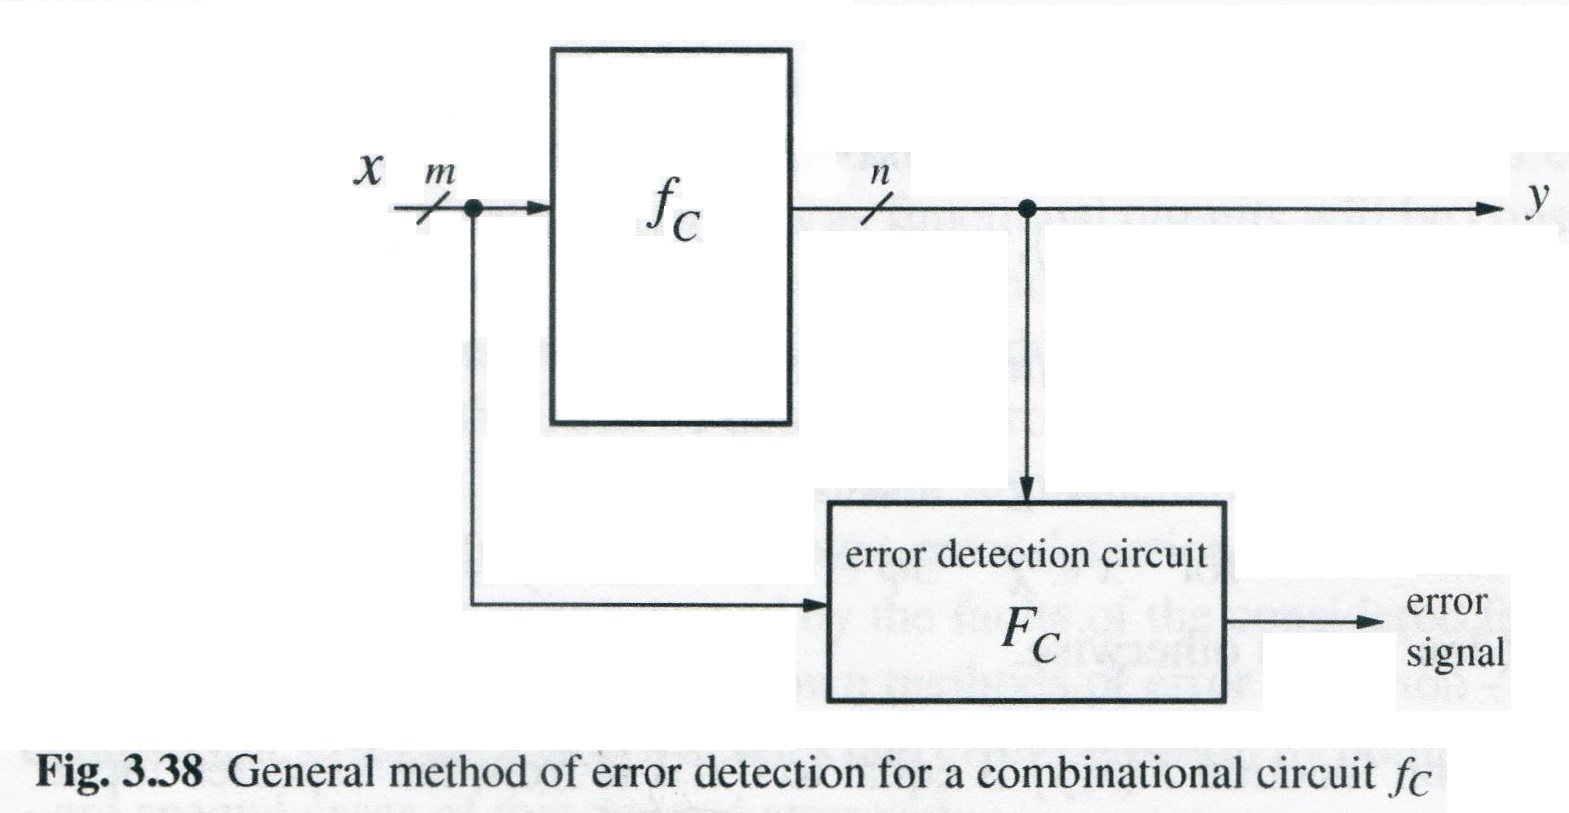 x
m
f_C
n
y
error detection circuit
F_C
error
signal
Fig. 3.38 General method of error detection for a combinational circuit f_C